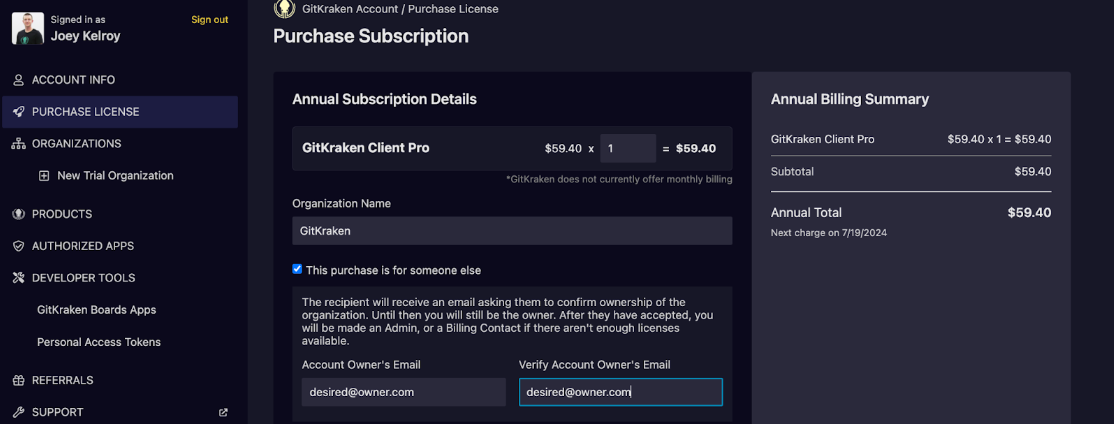 Signed in as
Sign out
Joey Kelroy
ACCOUNT INFO
PURCHASE LICENSE
ORGANIZATIONS
New Trial Organization
PRODUCTS
AUTHORIZED APPS
DEVELOPER TOOLS
GitKraken Boards Apps
Personal Access Tokens
REFERRALS
SUPPORT
GitKraken Account / Purchase License
Purchase Subscription
Annual Subscription Details
GitKraken Client Pro $59.40 x 1 = $59.40
*GitKraken does not currently offer monthly billing
Organization Name
GitKraken
This purchase is for someone else
The recipient will receive an email asking them to confirm ownership of the
organization. Until then you will still be the owner. After they have accepted, you
will be made an Admin, or a Billing Contact if there aren't enough licenses
available.
Account Owner's Email
desired@owner.com
Verify Account Owner's Email
desired@owner.com
Annual Billing Summary
GitKraken Client Pro $59.40 x 1 = $59.40
Subtotal $59.40
Annual Total $59.40
Next charge on 7/19/2024